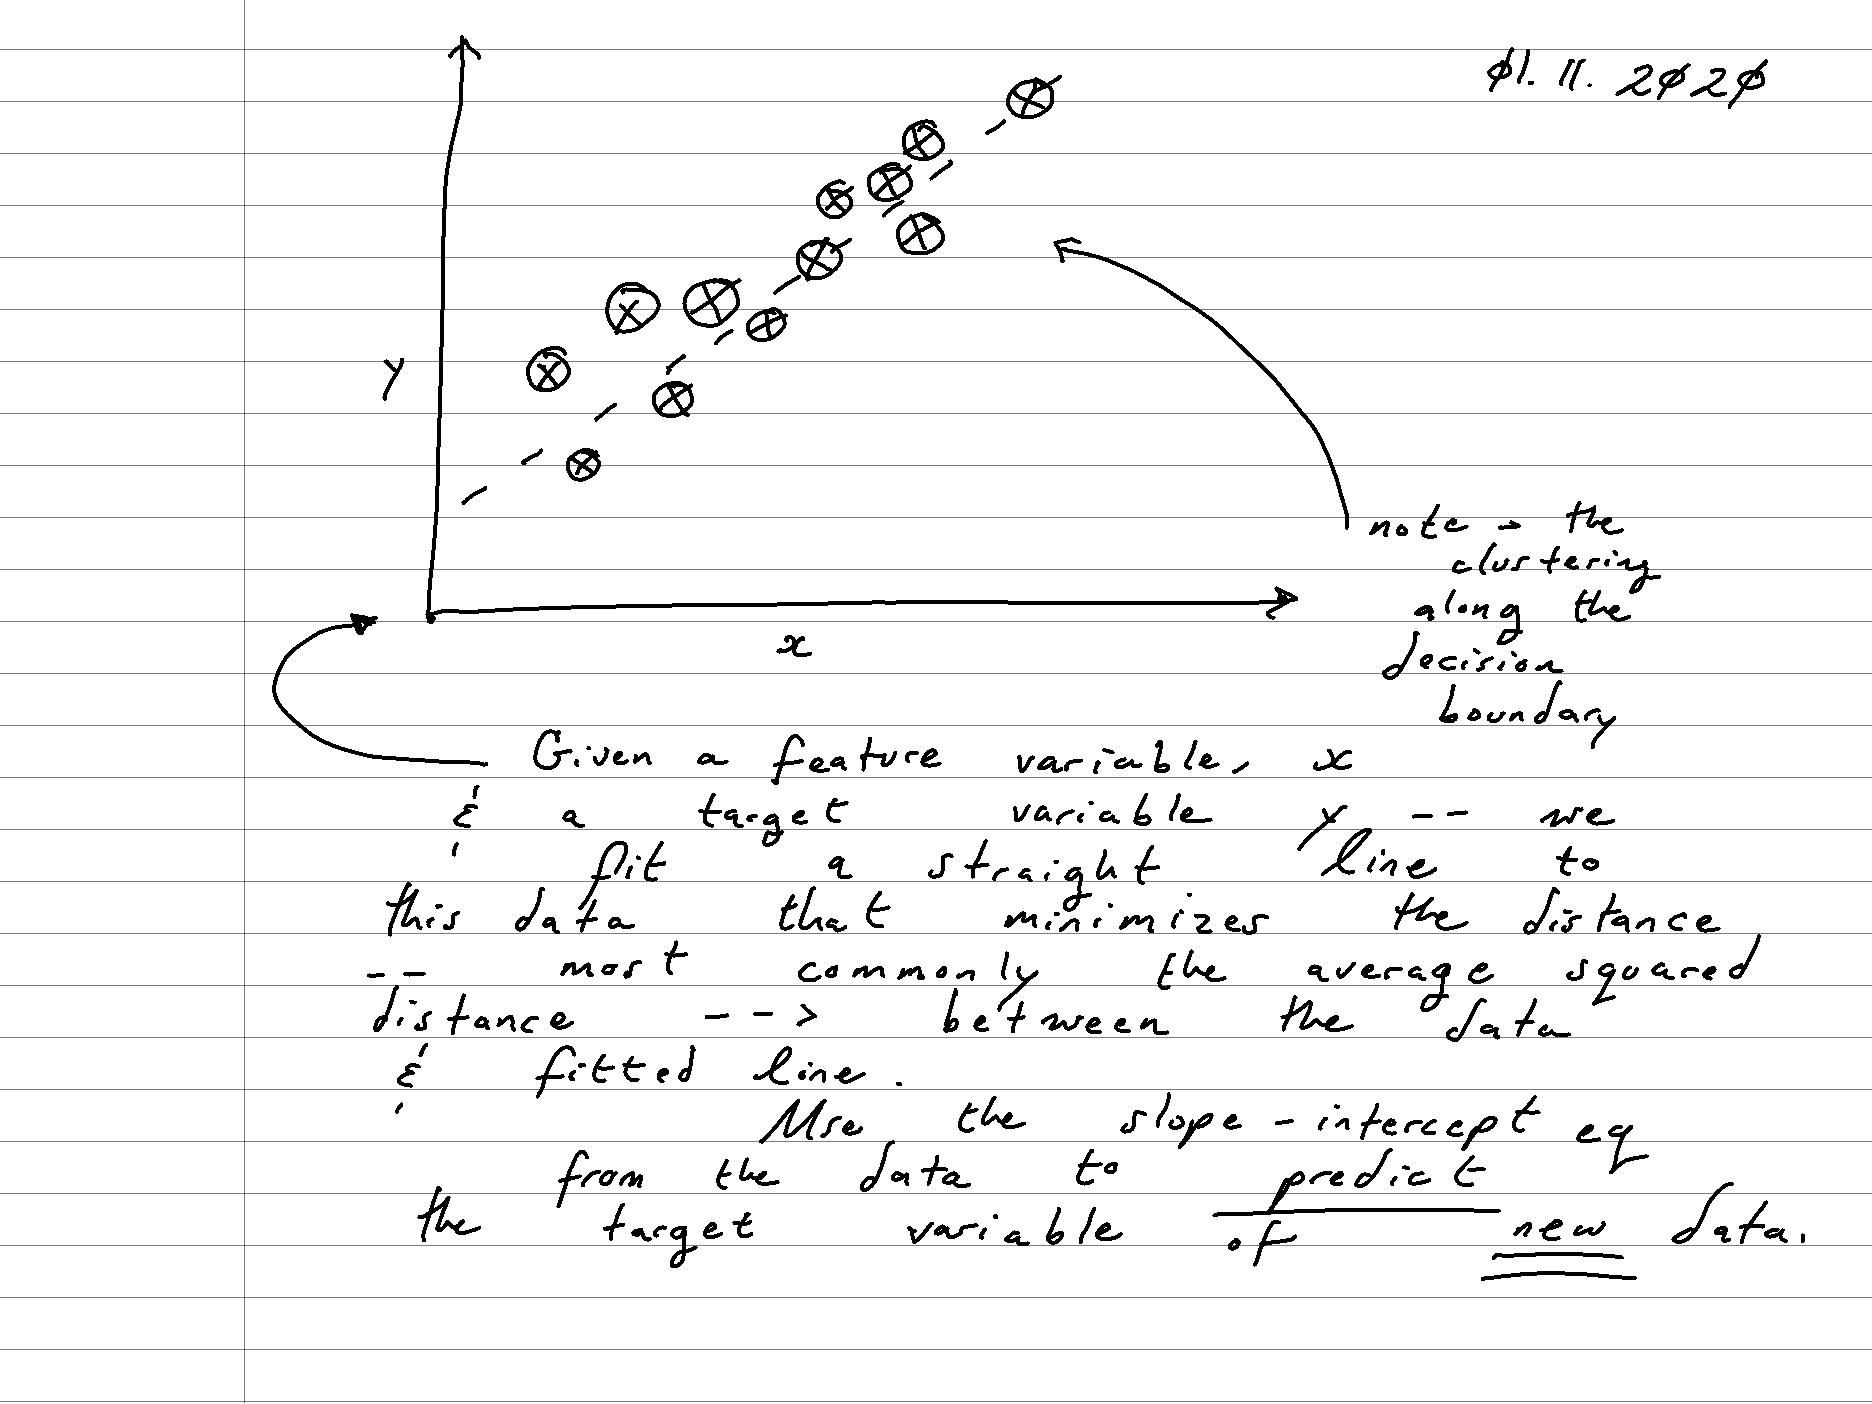 01.11.2020
y
note - the
clustering
along the
decision
boundary
x
Given a feature variable, x
& a target variable y -- we
fit a straight line to
this data that minimizes the distance
-- most commonly the average squared
distance --> between the data
& fitted line.
Use the slope-intercept eq
from the data to predict
the target variable of new data.